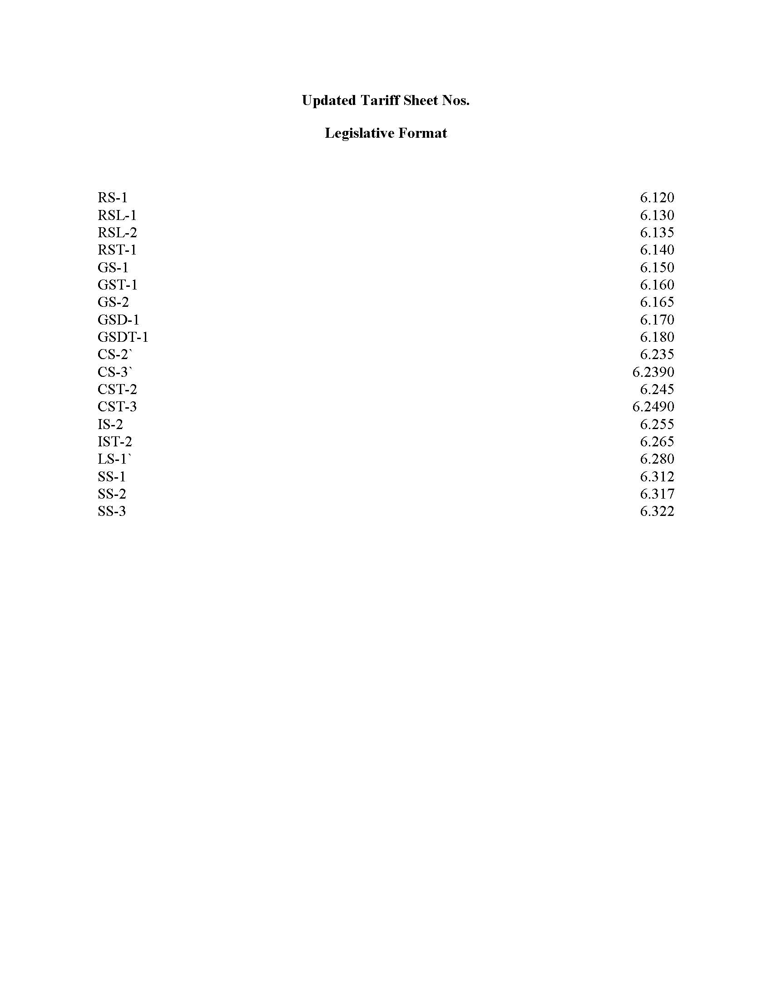 Updated Tariff Sheet Nos.
Legislative Format
RS-1 6.120
RSL-1 6.130
RSL-2 6.135
RST-1 6.140
GS-1 6.150
GST-1 6.160
GS-2 6.165
GSD-1 6.170
GSDT-1 6.180
CS-2` 6.235
CS-3` 6.2390
CST-2 6.245
CST-3 6.2490
IS-2 6.255
IST-2 6.265
LS-1` 6.280
SS-1 6.312
SS-2 6.317
SS-3 6.322